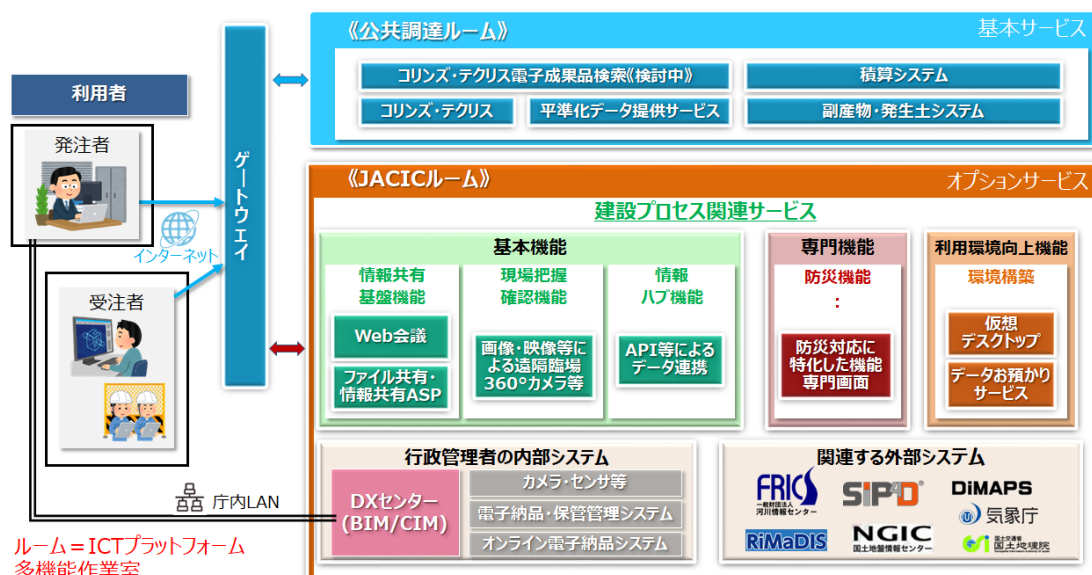 《公共調達ルーム》
基本サービス
コリンズ・テクリス電子成果品検索《検討中》
積算システム
コリンズ・テクリス
平準化データ提供サービス
副産物・発生土システム
利用者
発注者
インターネット
受注者
ゲートウェイ
《JACICルーム》
オプションサービス
建設プロセス関連サービス
基本機能
情報共有
基盤機能
Web会議
ファイル共有・
情報共有ASP
現場把握
確認機能
画像・映像等に
よる遠隔臨場
360°カメラ等
情報
ハブ機能
API等による
データ連携
専門機能
防災機能
:
防災対応に
特化した機能
専門画面
利用環境向上機能
環境構築
仮想
デスクトップ
データお預かり
サービス
行政管理者の内部システム
DXセンター
(BIM/CIM)
カメラ・センサ等
電子納品・保管管理システム
オンライン電子納品システム
関連する外部システム
FRICS
一般財団法人
河川情報センター
SIP4D
DiMAPS
気象庁
RiMaDIS
NGIC
国土地盤情報センター
国土交通省
国土地理院
庁内LAN
ルーム＝ICTプラットフォーム
多機能作業室